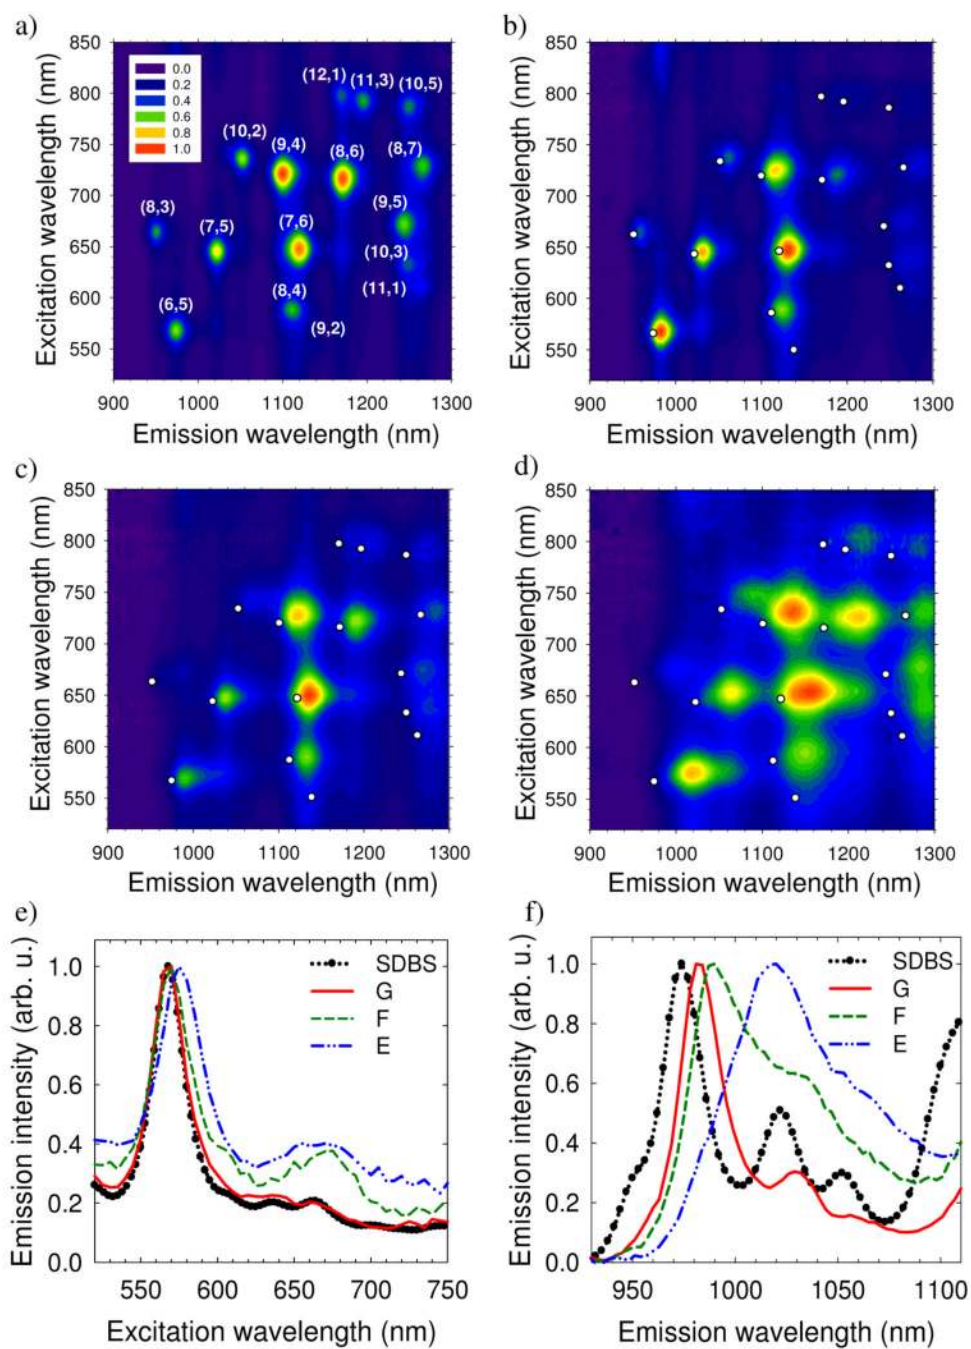 a)
Excitation wavelength (nm)
850
800
750
700
650
600
550
0.0
0.2
0.4
0.6
0.8
1.0
(12,1)
(11,3)
(10,5)
(10,2)
(9,4)
(8,6)
(8,7)
(8,3)
(7,5)
(7,6)
(9,5)
(10,3)
(6,5)
(8,4)
(11,1)
(9,2)
900 1000 1100 1200 1300
Emission wavelength (nm)
b)
Excitation wavelength (nm)
850
800
750
700
650
600
550
900 1000 1100 1200 1300
Emission wavelength (nm)
c)
Excitation wavelength (nm)
850
800
750
700
650
600
550
900 1000 1100 1200 1300
Emission wavelength (nm)
d)
Excitation wavelength (nm)
850
800
750
700
650
600
550
900 1000 1100 1200 1300
Emission wavelength (nm)
e)
Emission intensity (arb. u.)
1.0
0.8
0.6
0.4
0.2
0.0
SDBS
G
F
E
550 600 650 700 750
Excitation wavelength (nm)
f)
Emission intensity (arb. u.)
1.0
0.8
0.6
0.4
0.2
0.0
SDBS
G
F
E
950 1000 1050 1100
Emission wavelength (nm)